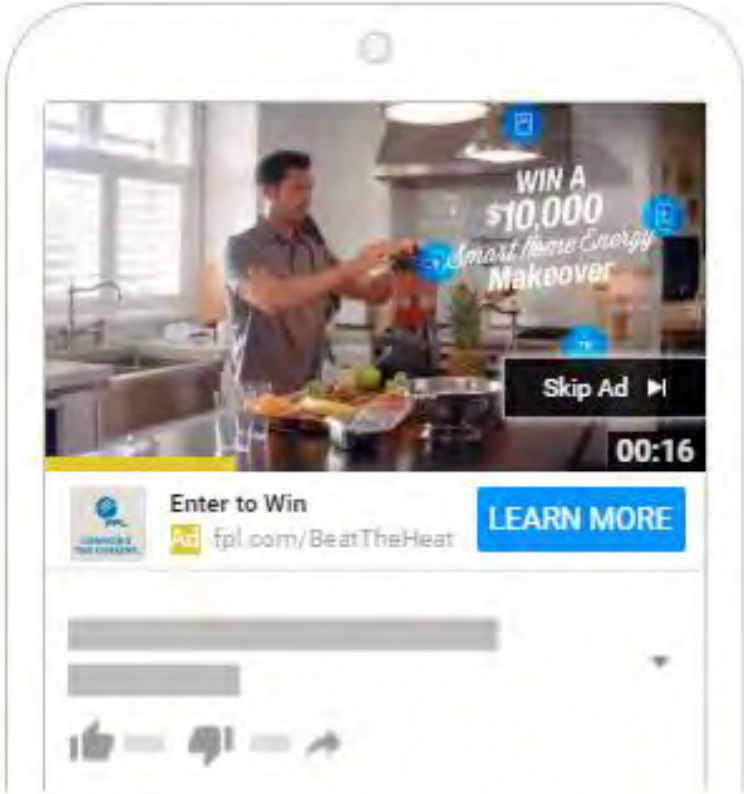 WIN A
$10,000
Smart Home Energy
Makeover
Skip Ad
00:16
FPL
Enter to Win
LEARN MORE
Ad fpl.com/BeatTheHeat